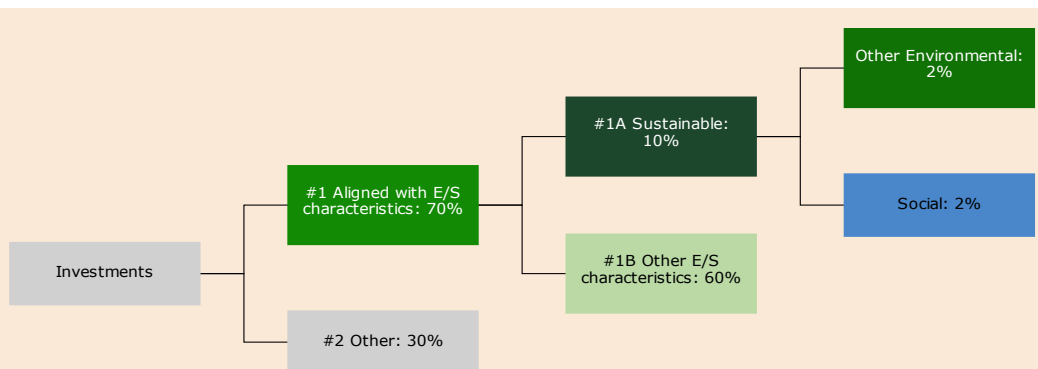 Other Environmental:
2%
#1A Sustainable:
10%
#1 Aligned with E/S
characteristics: 70%
Social: 2%
Investments
#1B Other E/S
characteristics: 60%
#2 Other: 30%